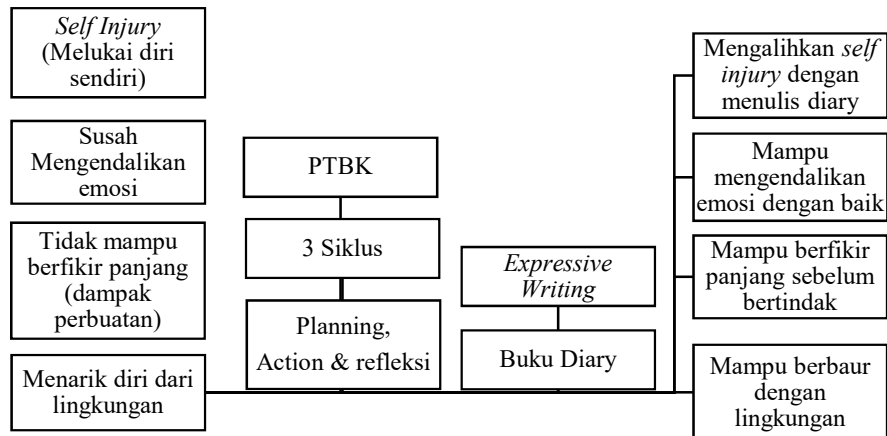 Self Injury
(Melukai diri
sendiri)
Susah
Mengendalikan
emosi
Tidak mampu
berfikir panjang
(dampak
perbuatan)
Menarik diri dari
lingkungan
PTBK
3 Siklus
Planning,
Action & refleksi
Expressive
Writing
Buku Diary
Mengalihkan self
injury dengan
menulis diary
Mampu
mengendalikan
emosi dengan baik
Mampu berfikir
panjang sebelum
bertindak
Mampu berbaur
dengan
lingkungan